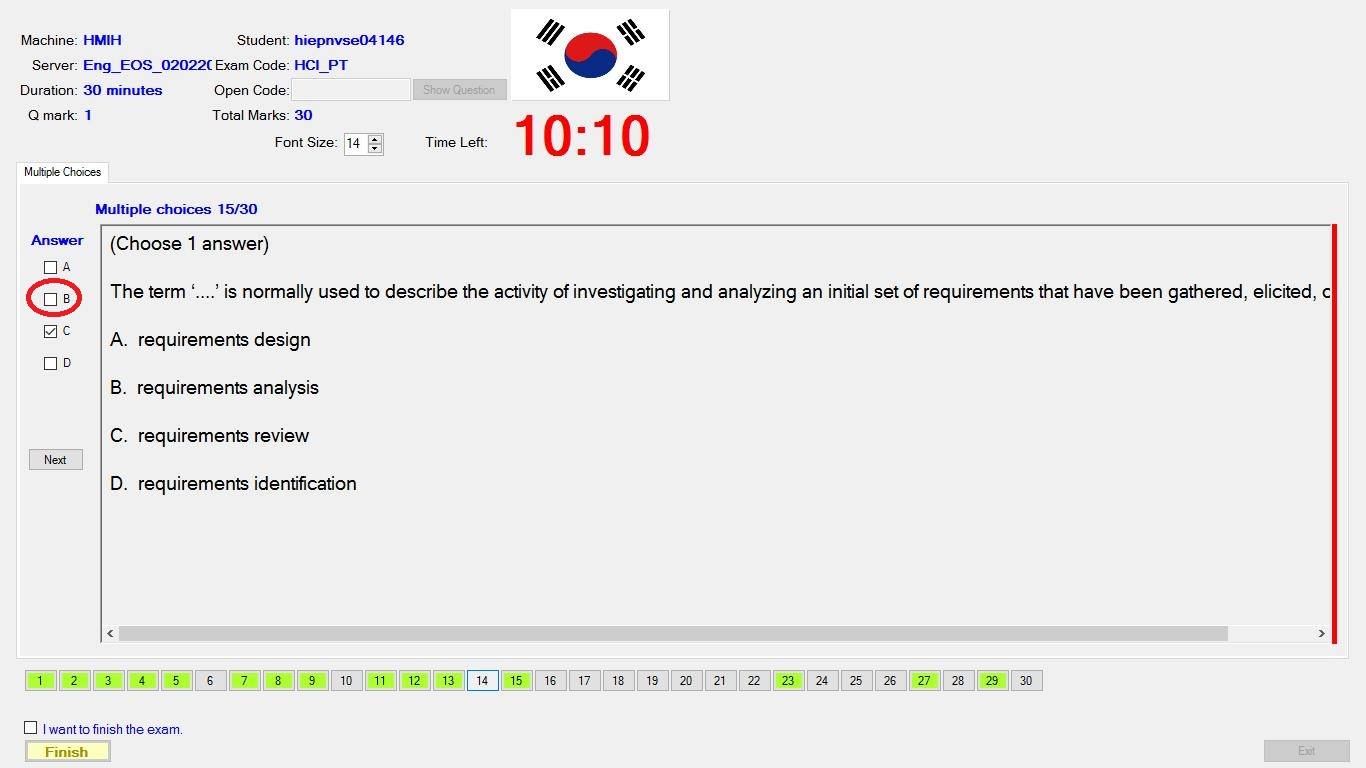 Machine: HMIH Student: hiepnvse04146
Server: Eng_EOS_020220 Exam Code: HCI_PT
Duration: 30 minutes Open Code: Show Question
Q mark: 1 Total Marks: 30
Font Size: 14 Time Left: 10:10
Multiple Choices
Multiple choices 15/30
Answer
(Choose 1 answer)
A
The term ‘....’ is normally used to describe the activity of investigating and analyzing an initial set of requirements that have been gathered, elicited,
B
C
A. requirements design
D
B. requirements analysis
C. requirements review
Next
D. requirements identification
1 2 3 4 5 6 7 8 9 10 11 12 13 14 15 16 17 18 19 20 21 22 23 24 25 26 27 28 29 30
I want to finish the exam.
Finish Exit